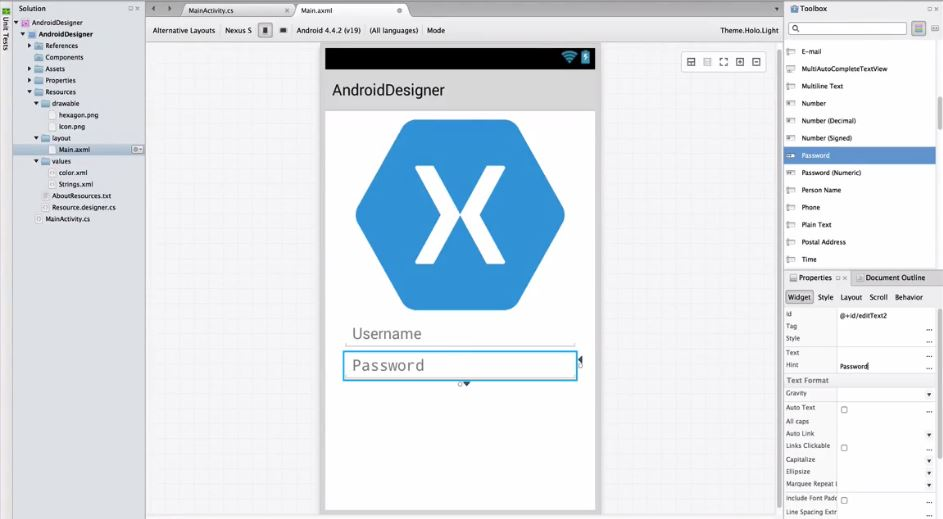 Unit Tests
Solution
AndroidDesigner
AndroidDesigner
References
Components
Assets
Properties
Resources
drawable
hexagon.png
Icon.png
layout
Main.axml
values
color.xml
Strings.xml
AboutResources.txt
Resource.designer.cs
MainActivity.cs
MainActivity.cs
Main.axml
Alternative Layouts
Nexus S
Android 4.4.2 (v19)
(All languages)
Mode
Theme.Holo.Light
AndroidDesigner
X
Username
Password
Toolbox
E-mail
MultiAutoCompleteTextView
Multiline Text
Number
Number (Decimal)
Number (Signed)
Password
Password (Numeric)
Person Name
Phone
Plain Text
Postal Address
Time
Properties
Document Outline
Widget Style Layout Scroll Behavior
Id @+id/editText2
Tag ...
Style ...
Text ...
Hint Password ...
Text Format
Gravity
Auto Text ...
All caps
Auto Link
Links Clickable
Capitalize
Ellipsize
Marquee Repeat L
Include Font Padd ...
Line Spacing Extr ...